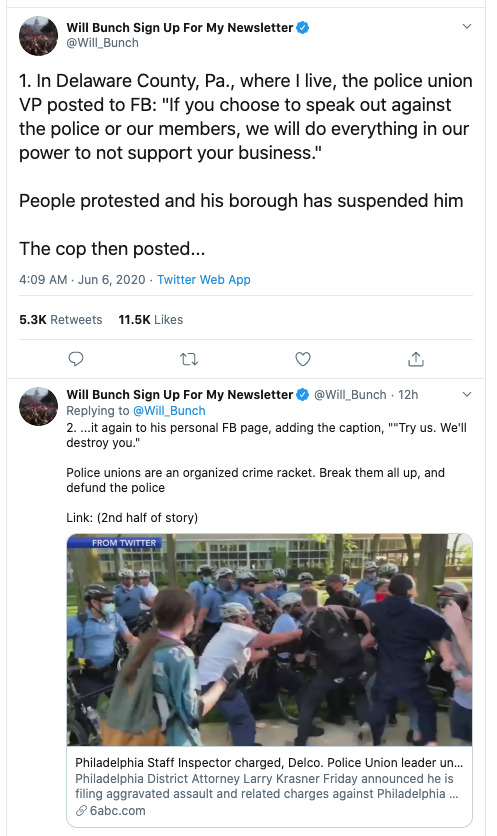 Will Bunch Sign Up For My Newsletter
@Will_Bunch
1. In Delaware County, Pa., where I live, the police union
VP posted to FB: "If you choose to speak out against
the police or our members, we will do everything in our
power to not support your business."
People protested and his borough has suspended him
The cop then posted...
4:09 AM · Jun 6, 2020 · Twitter Web App
5.3K Retweets 11.5K Likes
Will Bunch Sign Up For My Newsletter @Will_Bunch · 12h
Replying to @Will_Bunch
2. ...it again to his personal FB page, adding the caption, ""Try us. We'll
destroy you."
Police unions are an organized crime racket. Break them all up, and
defund the police
Link: (2nd half of story)
FROM TWITTER
Philadelphia Staff Inspector charged, Delco. Police Union leader un...
Philadelphia District Attorney Larry Krasner Friday announced he is
filing aggravated assault and related charges against Philadelphia ...
6abc.com